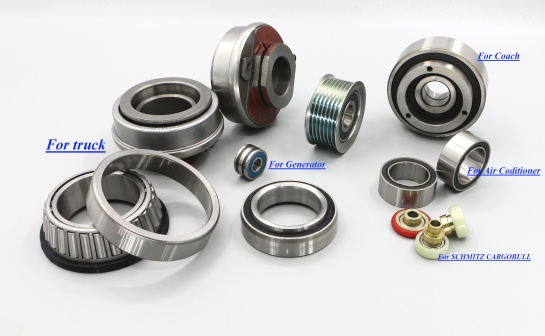 For Coach
For truck
For Generator
For Air Coditioner
For SCHMITZ CARGOBULL